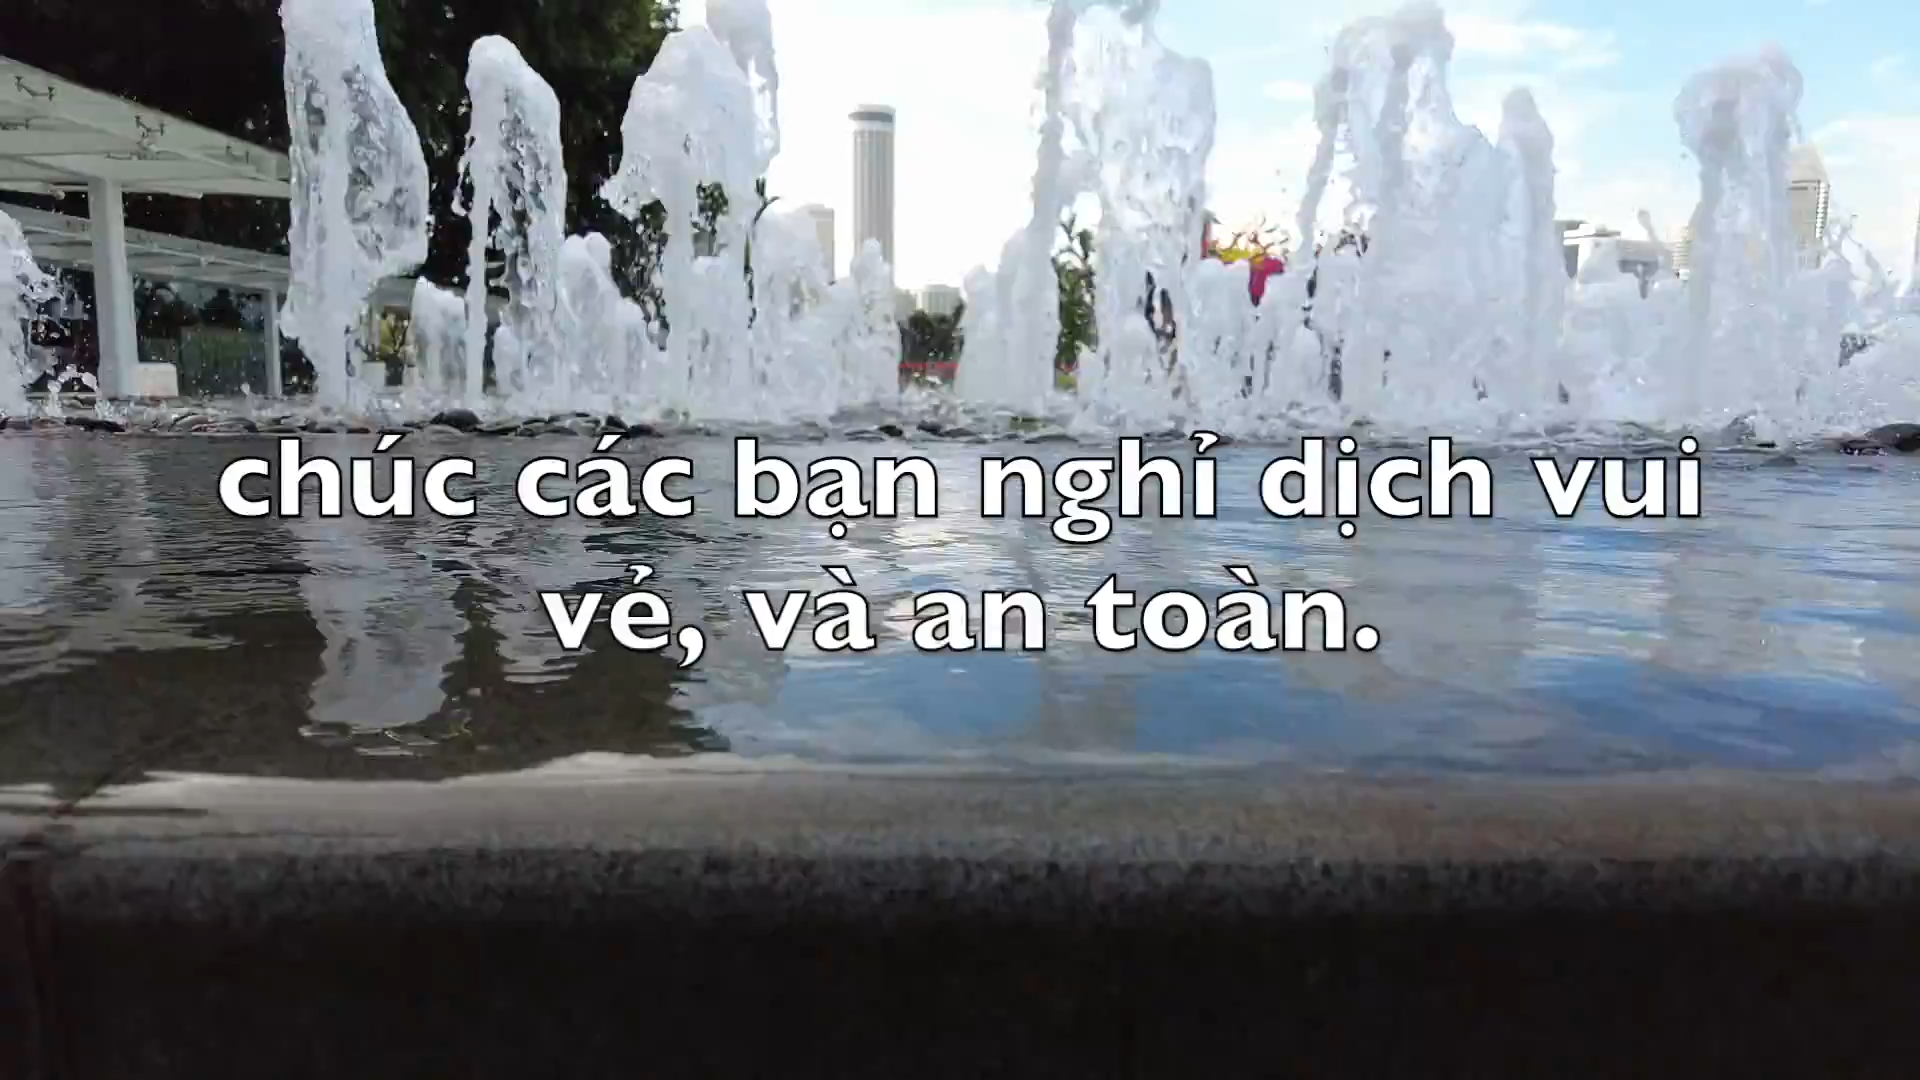 chúc các bạn nghỉ dịch vui
vẻ, và an toàn.